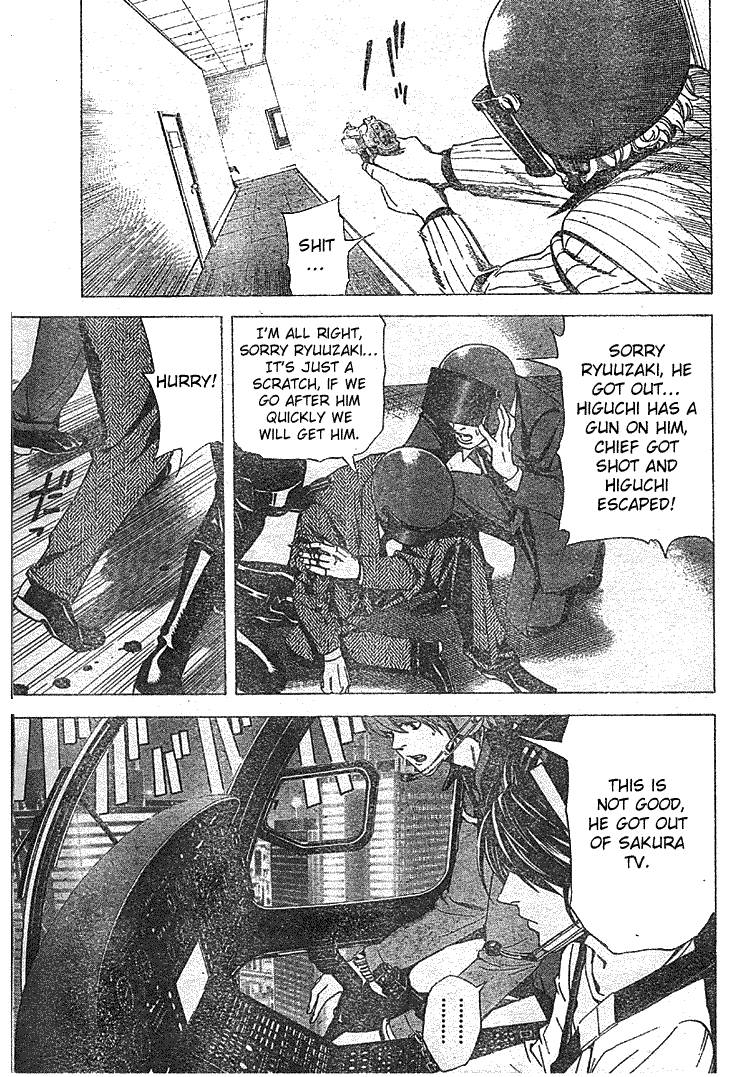 SHIT
...
SORRY
RYUUZAKI, HE
GOT OUT...
HIGUCHI HAS A
GUN ON HIM,
CHIEF GOT
SHOT AND
HIGUCHI
ESCAPED!
I'M ALL RIGHT,
SORRY RYUUZAKI...
IT'S JUST A
SCRATCH, IF WE
GO AFTER HIM
QUICKLY WE
WILL GET HIM.
HURRY!
THIS IS
NOT GOOD,
HE GOT OUT
OF SAKURA
TV.
........